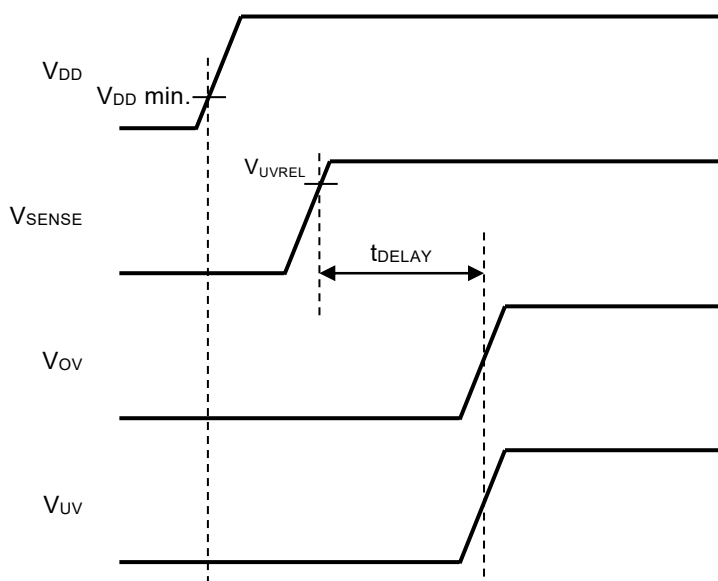 VDD
VDD min.
VUVREL
VSENSE
tDELAY
VOV
VUV